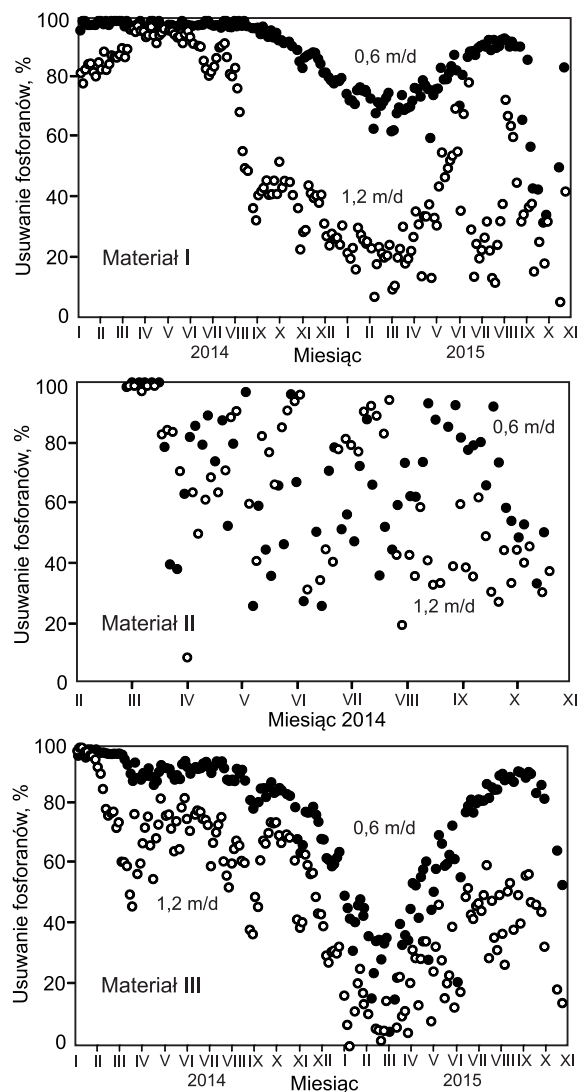 Usuwanie fosforanów, %
100
80
60
40
20
0
0,6 m/d
1,2 m/d
Materiał I
I II III IV V VI VII VIII IX X XI XII I II III IV V VI VII VIII IX X XI
Miesiąc
2014 2015
Usuwanie fosforanów, %
100
80
60
40
20
0
0,6 m/d
1,2 m/d
Materiał II
II III IV V VI VII VIII IX X XI
Miesiąc 2014
Usuwanie fosforanów, %
100
80
60
40
20
0
0,6 m/d
1,2 m/d
Materiał III
I II III IV V VI VII VIII IX X XI XII I II III IV V VI VII VIII IX X XI
Miesiąc
2014 2015